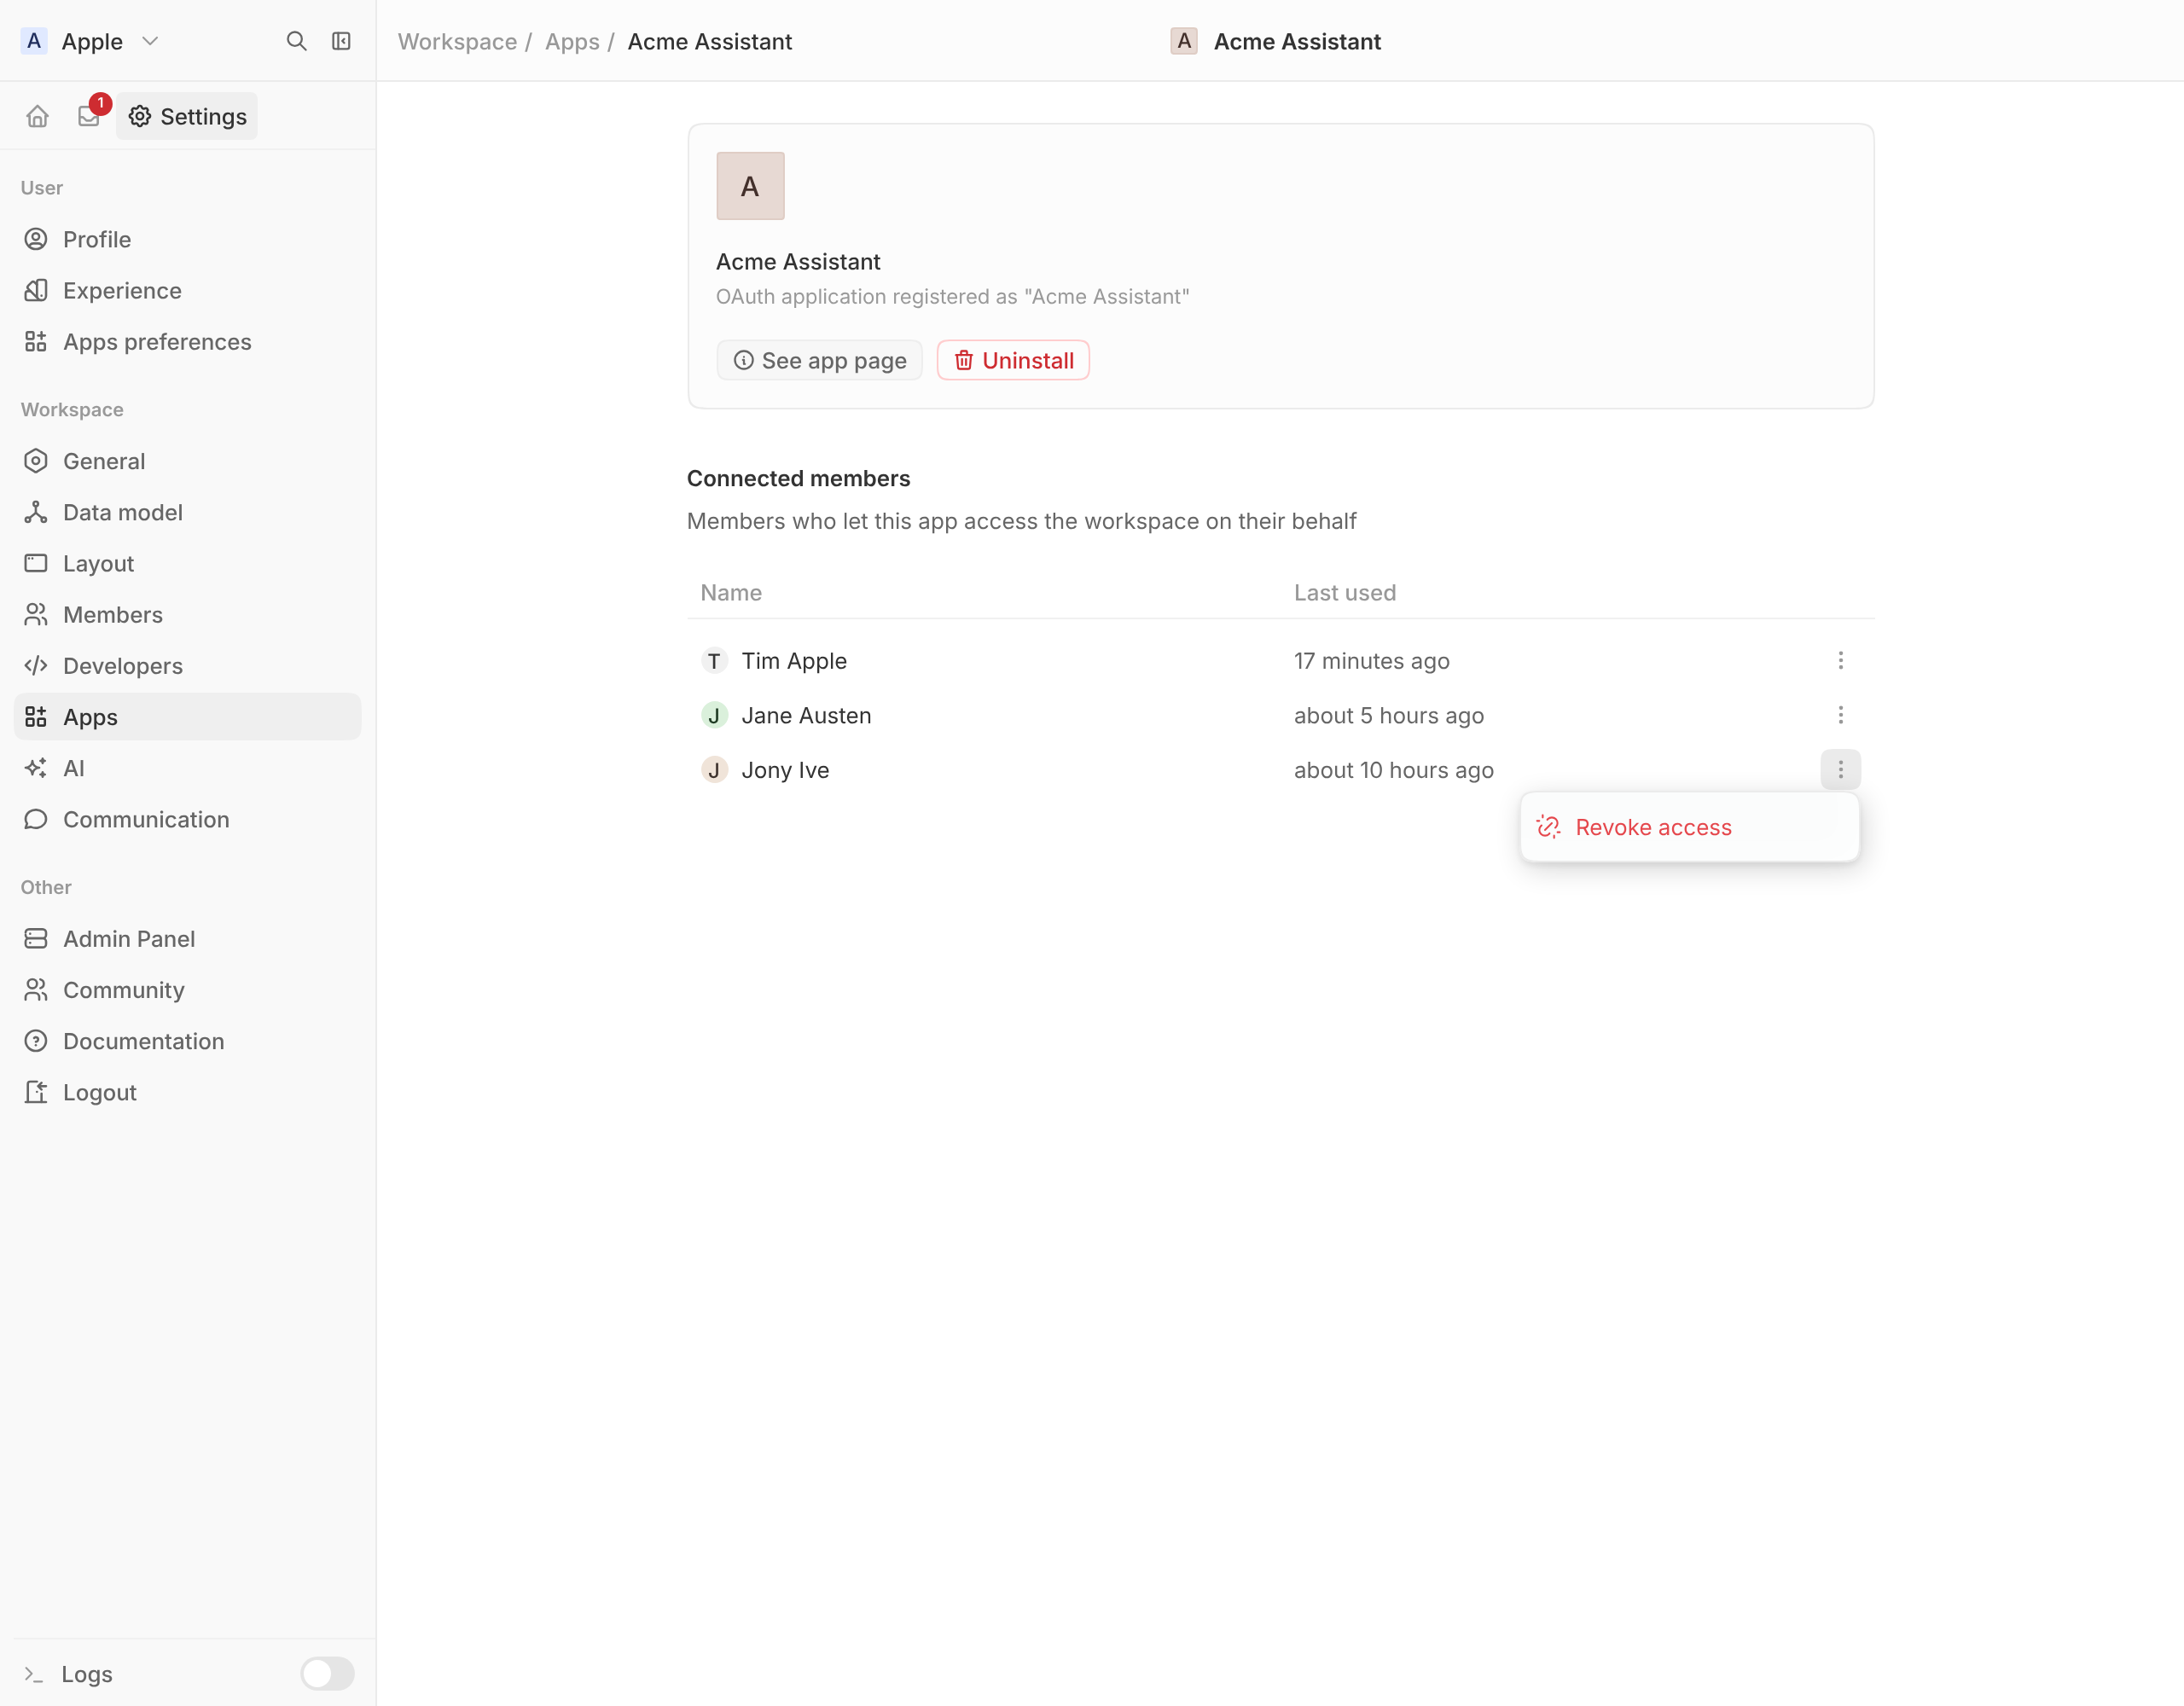 A Apple
Workspace / Apps / Acme Assistant
A Acme Assistant
1
Settings
User
Profile
Experience
Apps preferences
Workspace
General
Data model
Layout
Members
Developers
Apps
AI
Communication
Other
Admin Panel
Community
Documentation
Logout
Logs
A
Acme Assistant
OAuth application registered as "Acme Assistant"
See app page
Uninstall
Connected members
Members who let this app access the workspace on their behalf
Name Last used
T Tim Apple 17 minutes ago
J Jane Austen about 5 hours ago
J Jony Ive about 10 hours ago
Revoke access